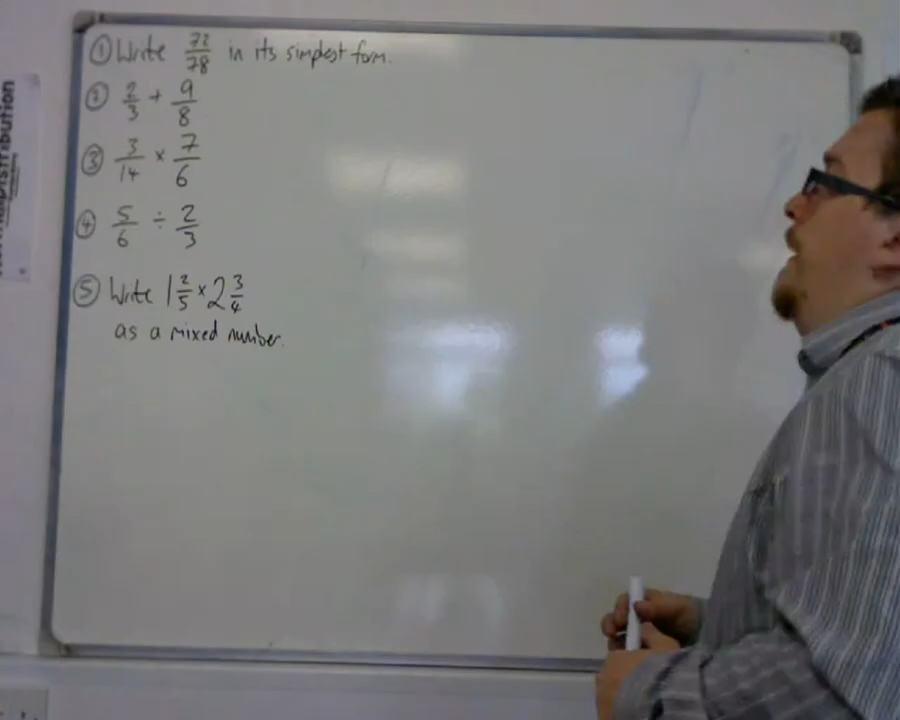 ① Write 72/78 in its simplest form.
② 2/3 + 9/8
③ 3/14 × 7/6
④ 5/6 ÷ 2/3
⑤ Write 1 2/5 × 2 3/4
as a mixed number.